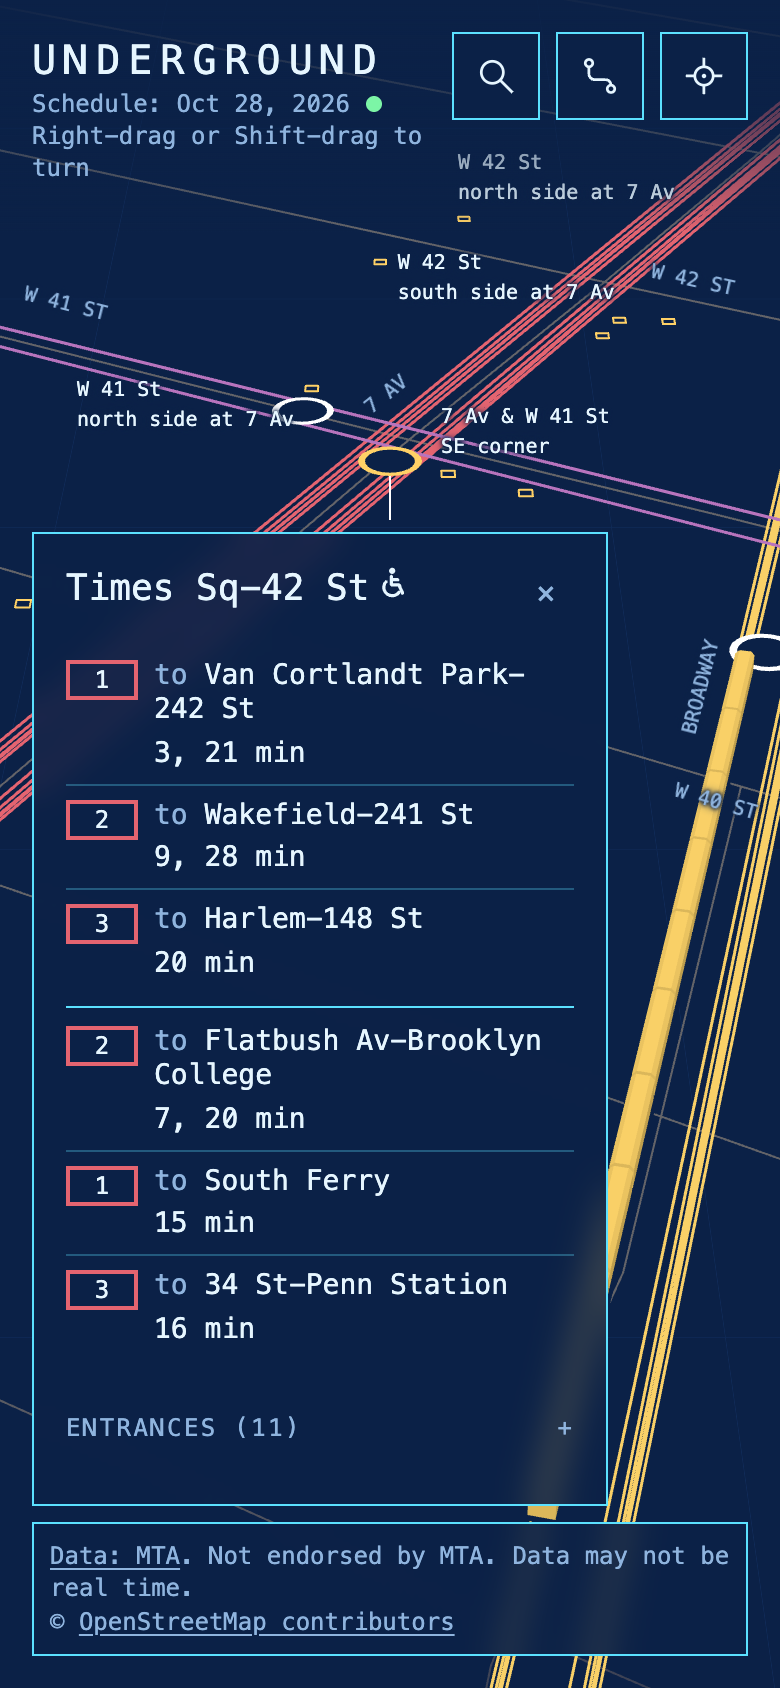 UNDERGROUND
Schedule: Oct 28, 2026
Right-drag or Shift-drag to
turn
W 42 St
north side at 7 Av
W 42 St
south side at 7 Av
W 42 ST
W 41 ST
W 41 St
north side at 7 Av
7 AV
7 Av & W 41 St
SE corner
BROADWAY
W 40 ST
Times Sq-42 St
×
1 to Van Cortlandt Park-
242 St
3, 21 min
2 to Wakefield-241 St
9, 28 min
3 to Harlem-148 St
20 min
2 to Flatbush Av-Brooklyn
College
7, 20 min
1 to South Ferry
15 min
3 to 34 St-Penn Station
16 min
ENTRANCES (11) +
Data: MTA. Not endorsed by MTA. Data may not be
real time.
© OpenStreetMap contributors